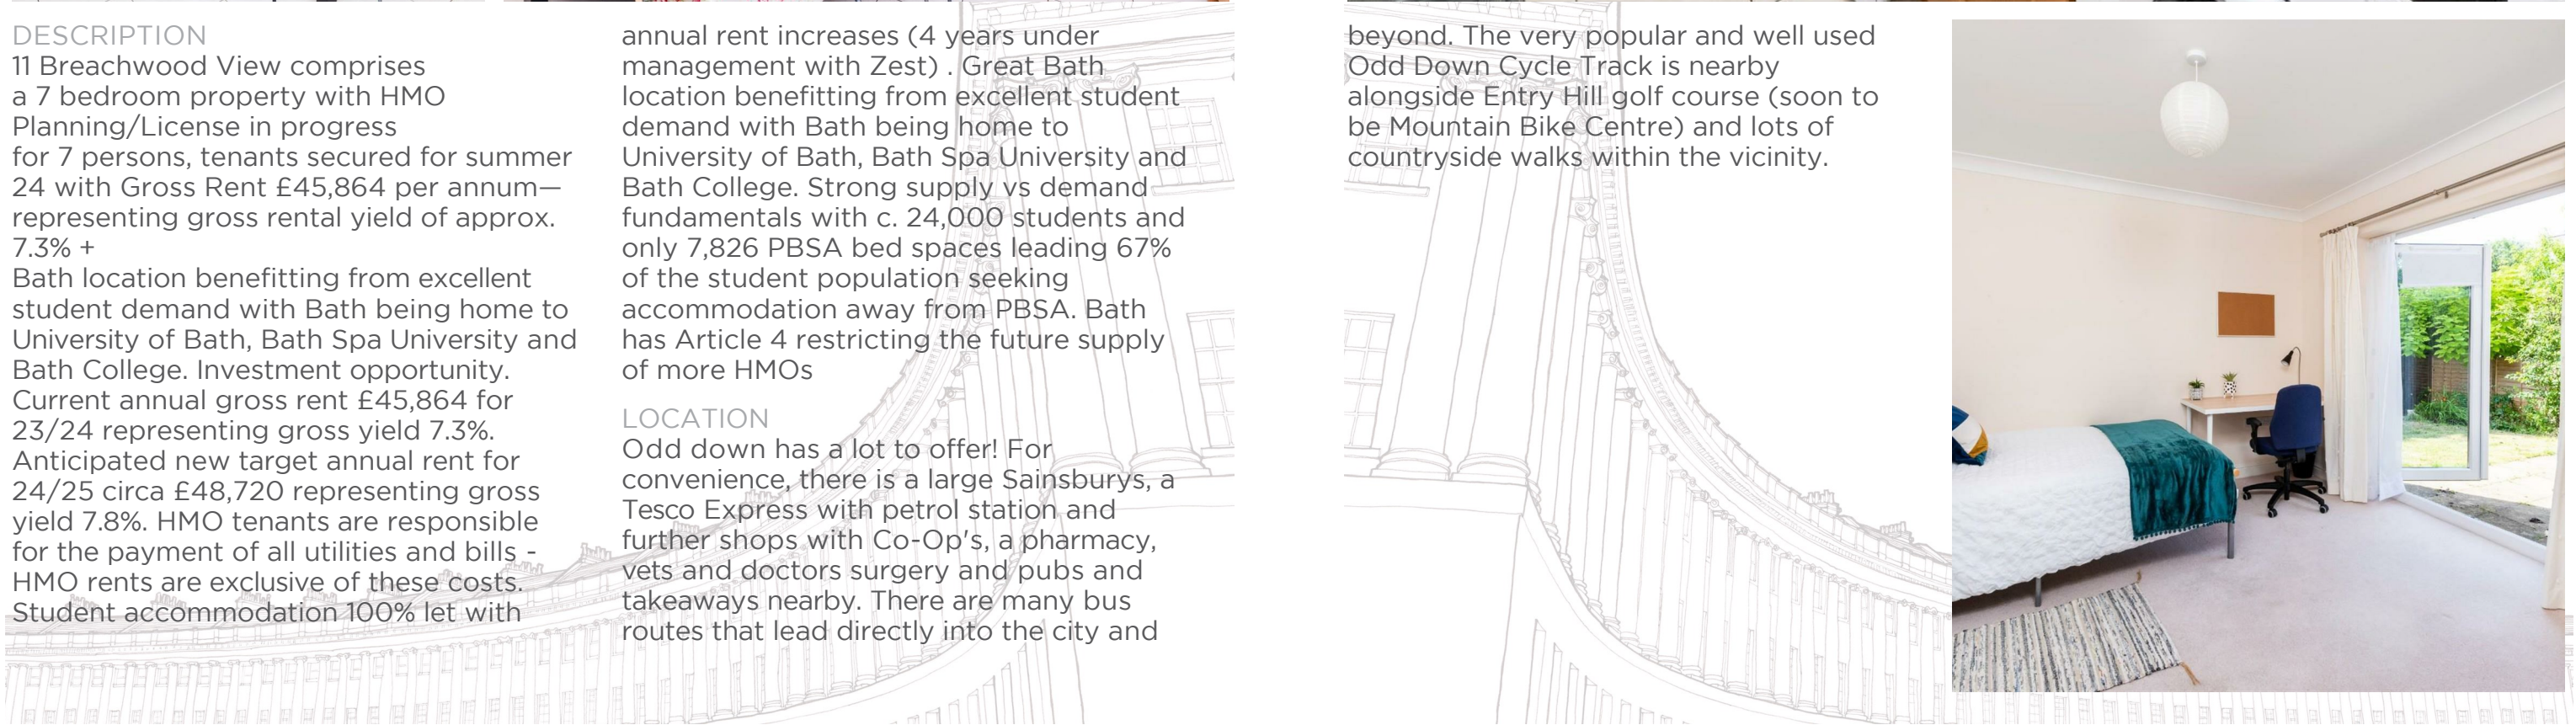 DESCRIPTION
11 Breachwood View comprises
a 7 bedroom property with HMO
Planning/License in progress
for 7 persons, tenants secured for summer
24 with Gross Rent £45,864 per annum—
representing gross rental yield of approx.
7.3% +
Bath location benefitting from excellent
student demand with Bath being home to
University of Bath, Bath Spa University and
Bath College. Investment opportunity.
Current annual gross rent £45,864 for
23/24 representing gross yield 7.3%.
Anticipated new target annual rent for
24/25 circa £48,720 representing gross
yield 7.8%. HMO tenants are responsible
for the payment of all utilities and bills -
HMO rents are exclusive of these costs.
Student accommodation 100% let with
annual rent increases (4 years under
management with Zest) . Great Bath
location benefitting from excellent student
demand with Bath being home to
University of Bath, Bath Spa University and
Bath College. Strong supply vs demand
fundamentals with c. 24,000 students and
only 7,826 PBSA bed spaces leading 67%
of the student population seeking
accommodation away from PBSA. Bath
has Article 4 restricting the future supply
of more HMOs
LOCATION
Odd down has a lot to offer! For
convenience, there is a large Sainsburys, a
Tesco Express with petrol station and
further shops with Co-Op's, a pharmacy,
vets and doctors surgery and pubs and
takeaways nearby. There are many bus
routes that lead directly into the city and
beyond. The very popular and well used
Odd Down Cycle Track is nearby
alongside Entry Hill golf course (soon to
be Mountain Bike Centre) and lots of
countryside walks within the vicinity.